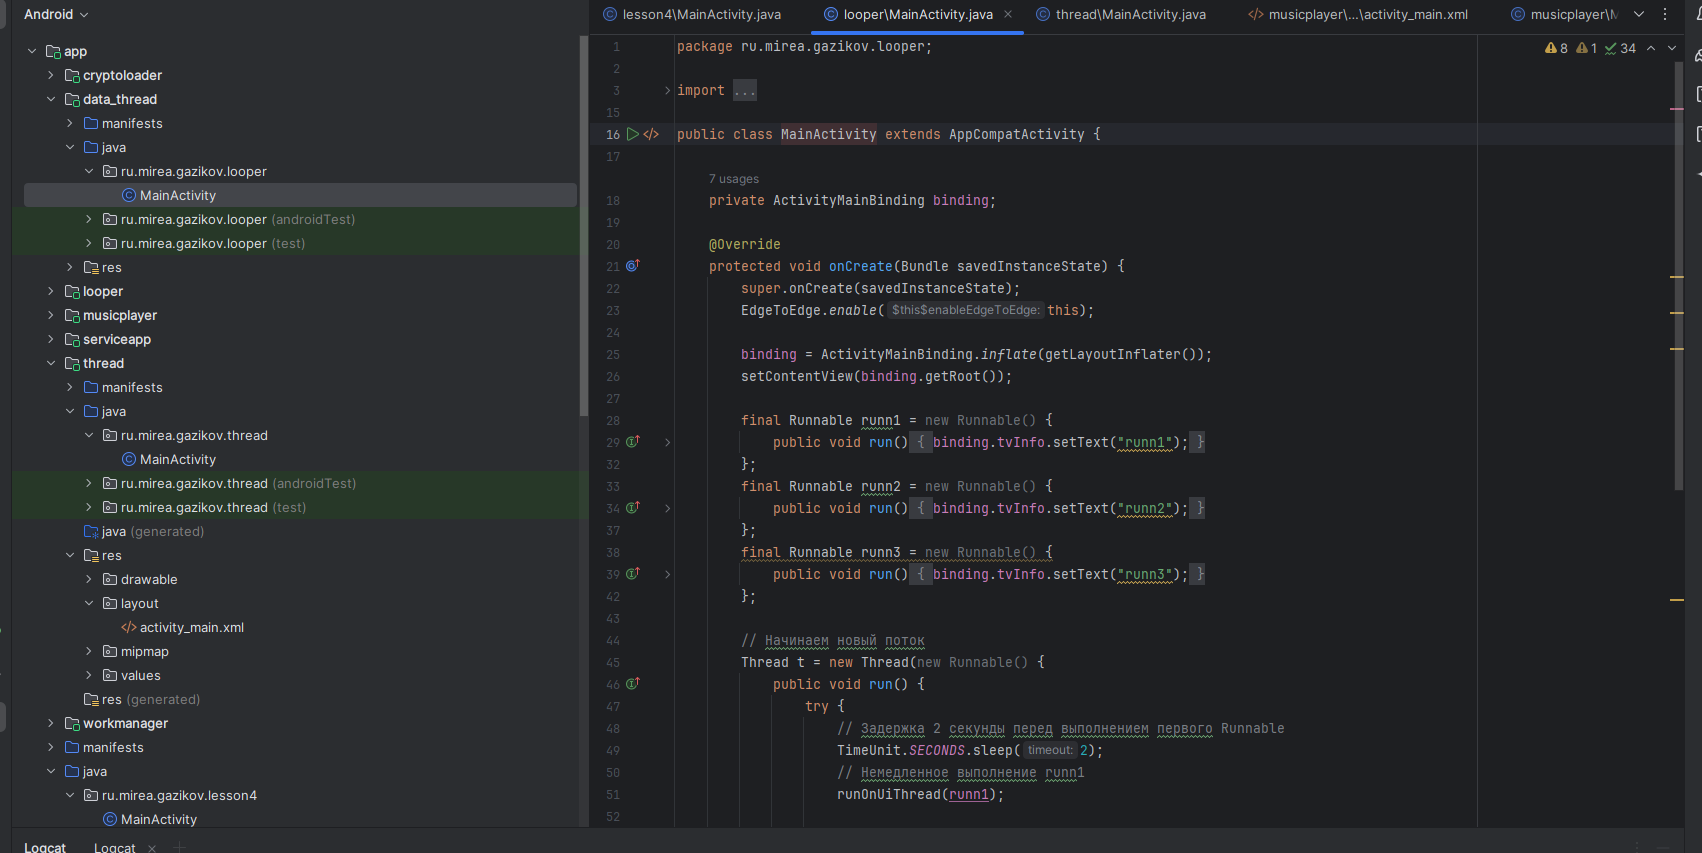 Android
app
cryptoloader
data_thread
manifests
java
ru.mirea.gazikov.looper
MainActivity
ru.mirea.gazikov.looper (androidTest)
ru.mirea.gazikov.looper (test)
res
looper
musicplayer
serviceapp
thread
manifests
java
ru.mirea.gazikov.thread
MainActivity
ru.mirea.gazikov.thread (androidTest)
ru.mirea.gazikov.thread (test)
java (generated)
res
drawable
layout
activity_main.xml
mipmap
values
res (generated)
workmanager
manifests
java
ru.mirea.gazikov.lesson4
MainActivity
lesson4\MainActivity.java looper\MainActivity.java thread\MainActivity.java musicplayer\...\activity_main.xml musicplayer\M
8 1 34
1 package ru.mirea.gazikov.looper;
2
3 import ...
15
16 public class MainActivity extends AppCompatActivity {
17
7 usages
18 private ActivityMainBinding binding;
19
20 @Override
21 protected void onCreate(Bundle savedInstanceState) {
22 super.onCreate(savedInstanceState);
23 EdgeToEdge.enable( $this$enableEdgeToEdge: this);
24
25 binding = ActivityMainBinding.inflate(getLayoutInflater());
26 setContentView(binding.getRoot());
27
28 final Runnable runn1 = new Runnable() {
29 public void run() { binding.tvInfo.setText("runn1"); }
32 };
33 final Runnable runn2 = new Runnable() {
34 public void run() { binding.tvInfo.setText("runn2"); }
37 };
38 final Runnable runn3 = new Runnable() {
39 public void run() { binding.tvInfo.setText("runn3"); }
42 };
43
44 // Начинаем новый поток
45 Thread t = new Thread(new Runnable() {
46 public void run() {
47 try {
48 // Задержка 2 секунды перед выполнением первого Runnable
49 TimeUnit.SECONDS.sleep( timeout: 2);
50 // Немедленное выполнение runn1
51 runOnUiThread(runn1);
52
Logcat Logcat